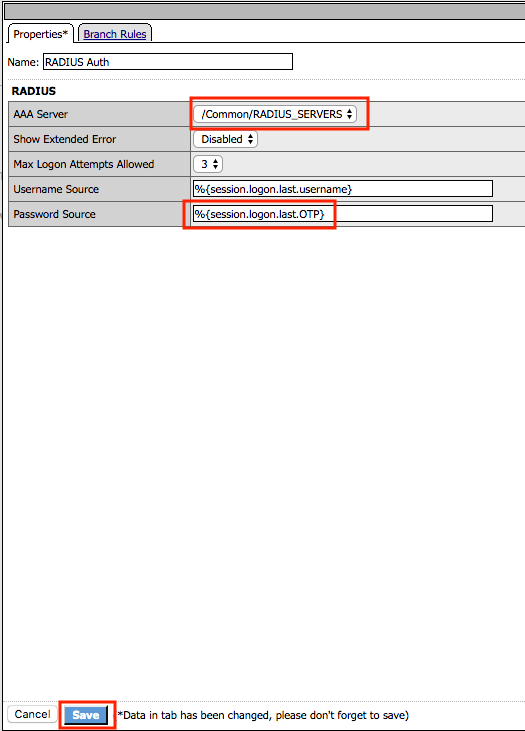 Properties* Branch Rules
Name: RADIUS Auth
RADIUS
AAA Server /Common/RADIUS_SERVERS
Show Extended Error Disabled
Max Logon Attempts Allowed 3
Username Source %{session.logon.last.username}
Password Source %{session.logon.last.OTP}
Cancel Save *Data in tab has been changed, please don't forget to save)